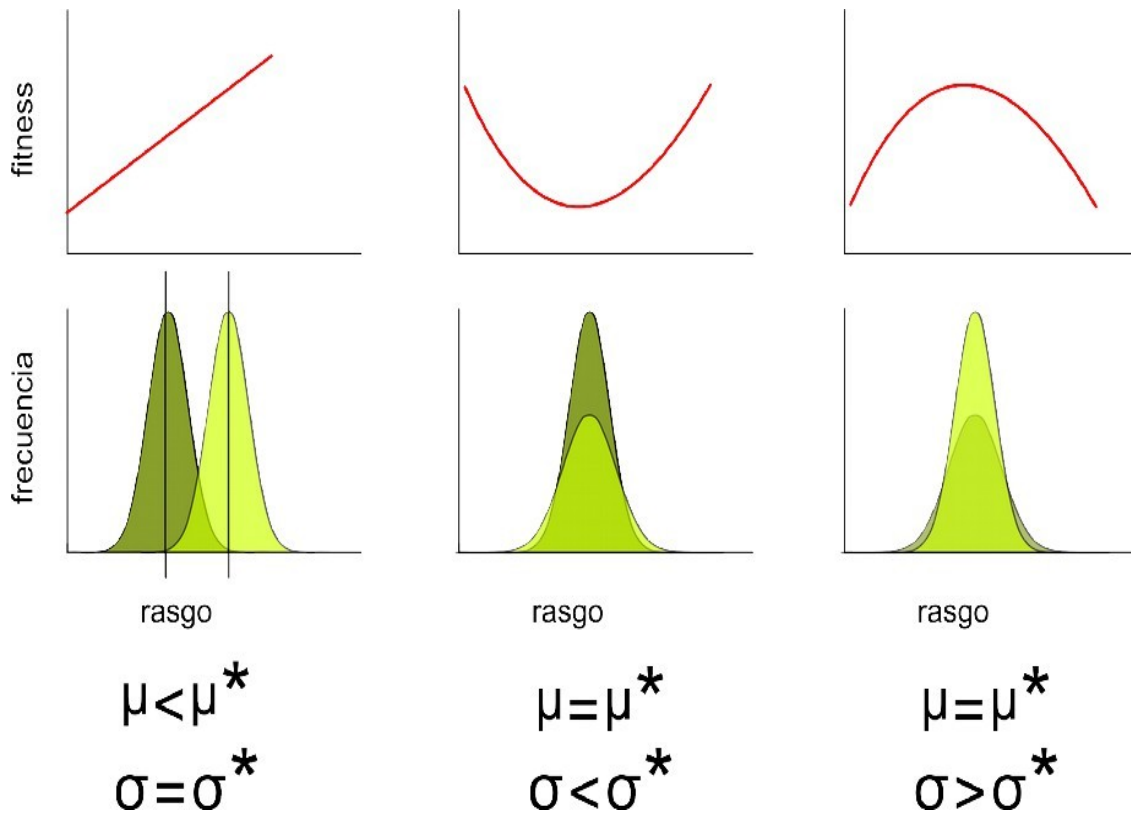 fitness
frecuencia
rasgo
rasgo
rasgo
μ<μ*
σ=σ*
μ=μ*
σ<σ*
μ=μ*
σ>σ*